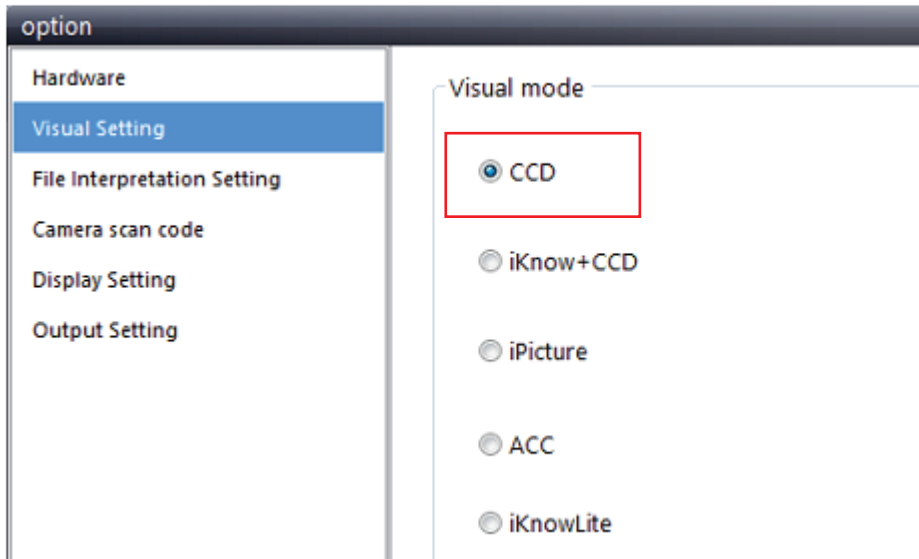 option
Hardware
Visual Setting
File Interpretation Setting
Camera scan code
Display Setting
Output Setting
Visual mode
CCD
iKnow+CCD
iPicture
ACC
iKnowLite